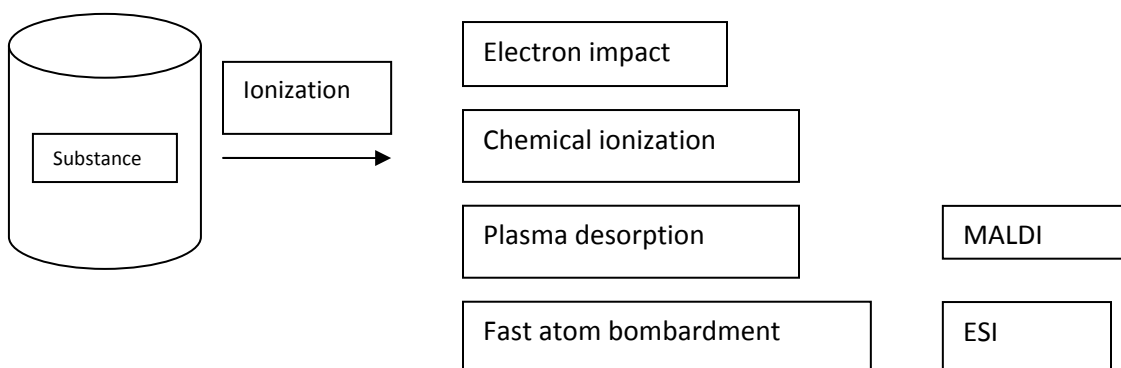 Substance
Ionization
Electron impact
Chemical ionization
Plasma desorption
MALDI
Fast atom bombardment
ESI